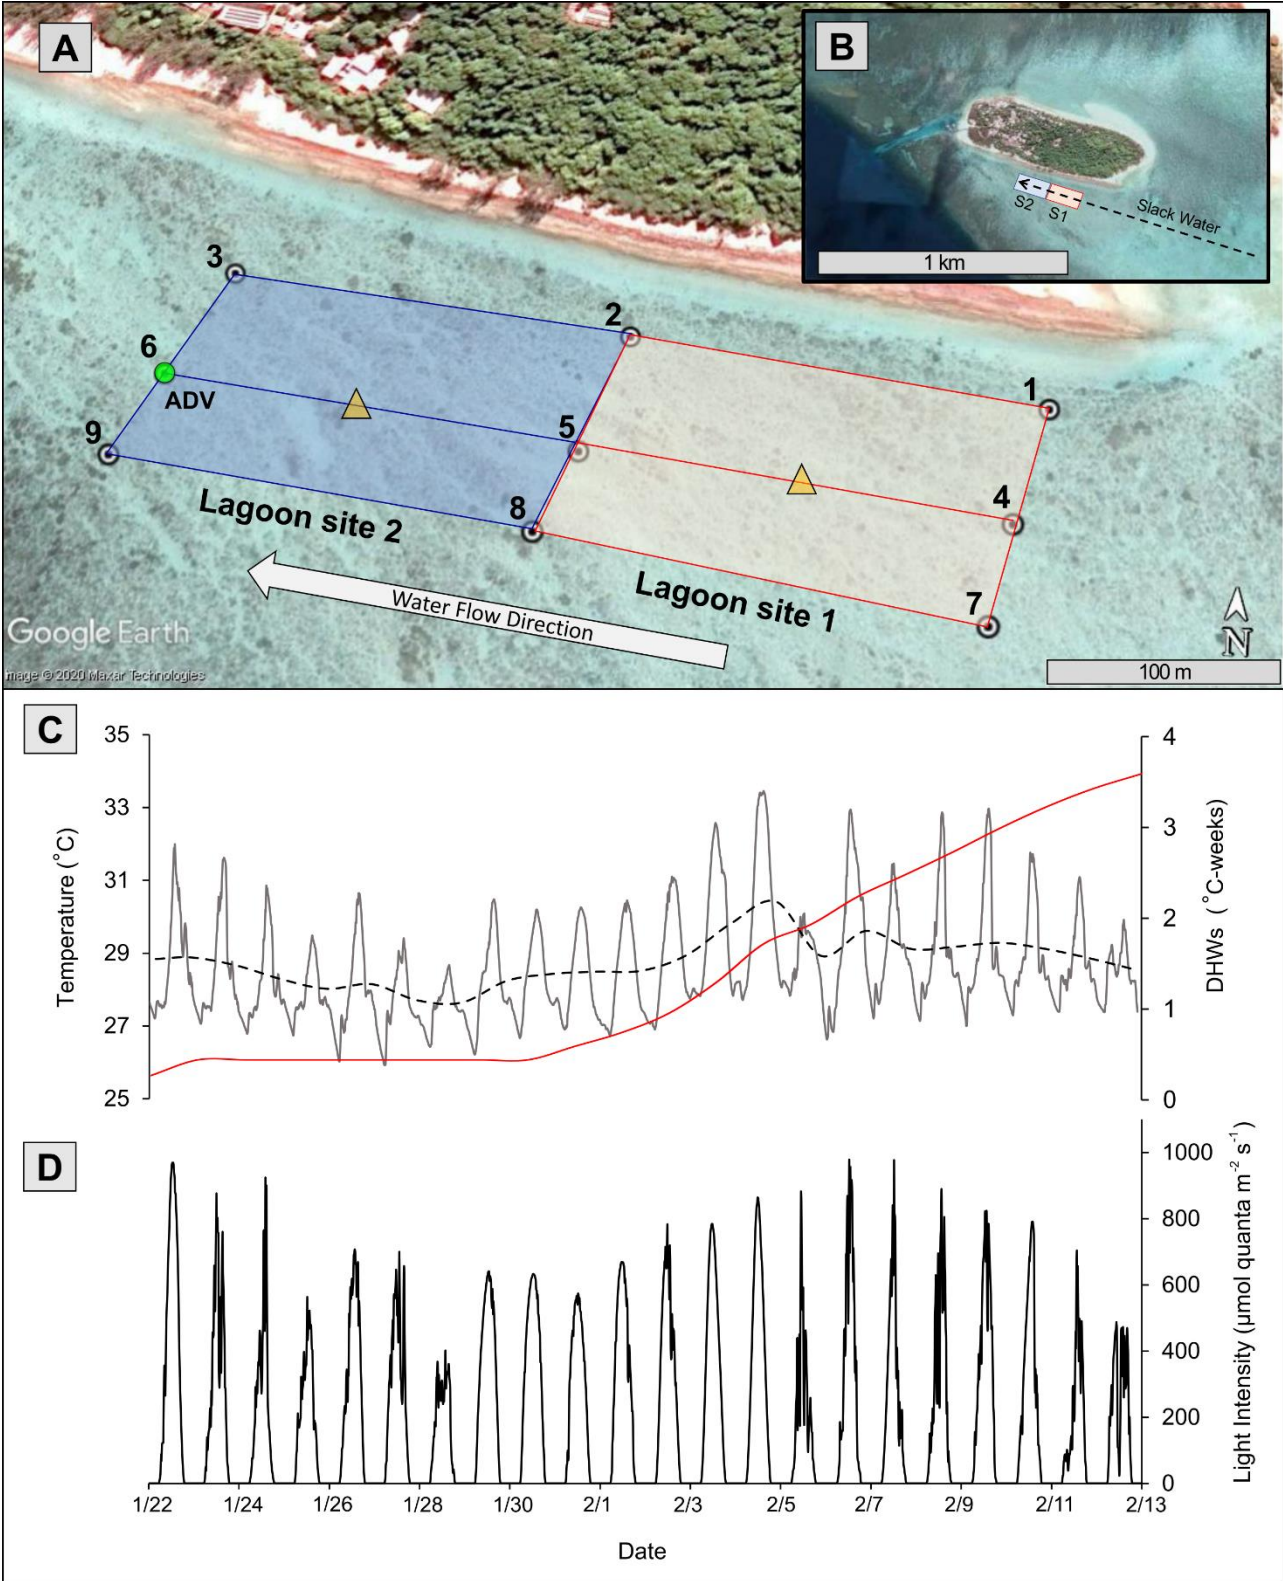 A
B
S2
S1
Slack Water
1 km
3
2
1
6
ADV
5
4
9
8
7
Lagoon site 2
Lagoon site 1
Water Flow Direction
N
Google Earth
mage © 2020 Maxar Technologies
100 m
C
35
33
31
29
27
25
Temperature (˚C)
4
3
2
1
0
DHWs (˚C-weeks)
D
1000
800
600
400
200
0
Light Intensity (µmol quanta m⁻² s⁻¹)
1/22 1/24 1/26 1/28 1/30 2/1 2/3 2/5 2/7 2/9 2/11 2/13
Date